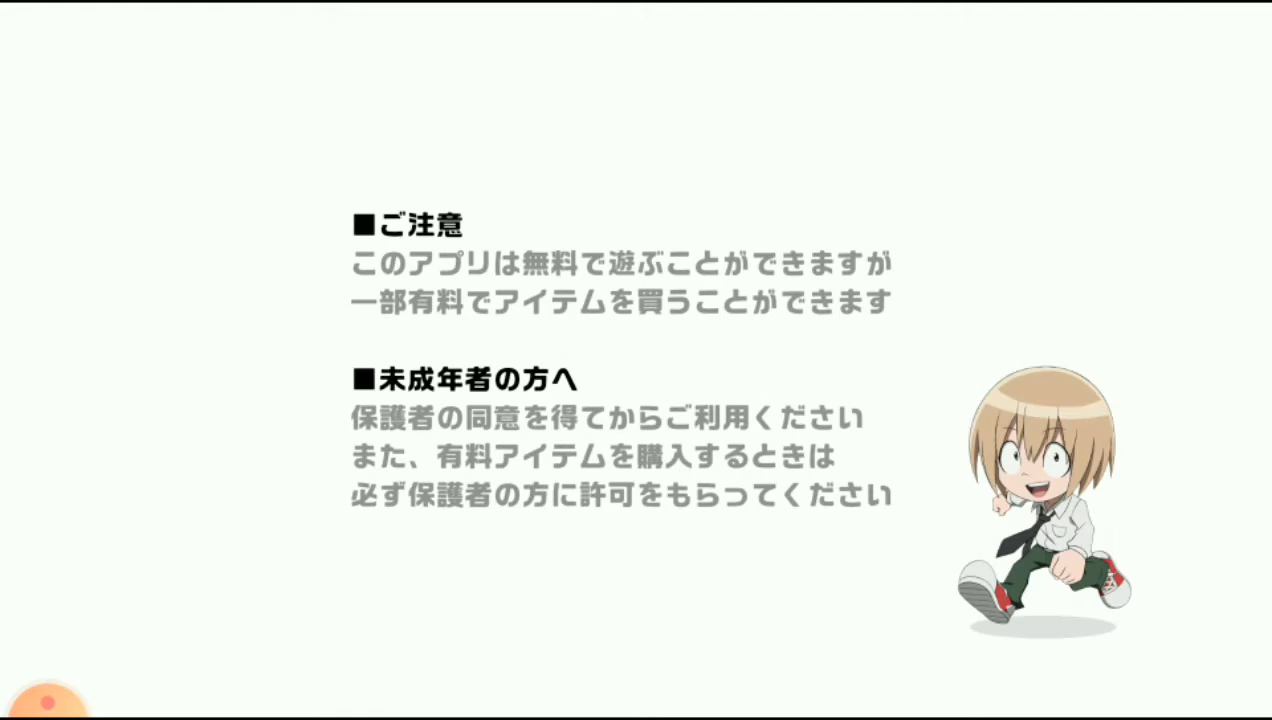 ■ご注意
このアプリは無料で遊ぶことができますが
一部有料でアイテムを買うことができます
■未成年者の方へ
保護者の同意を得てからご利用ください
また、有料アイテムを購入するときは
必ず保護者の方に許可をもらってください